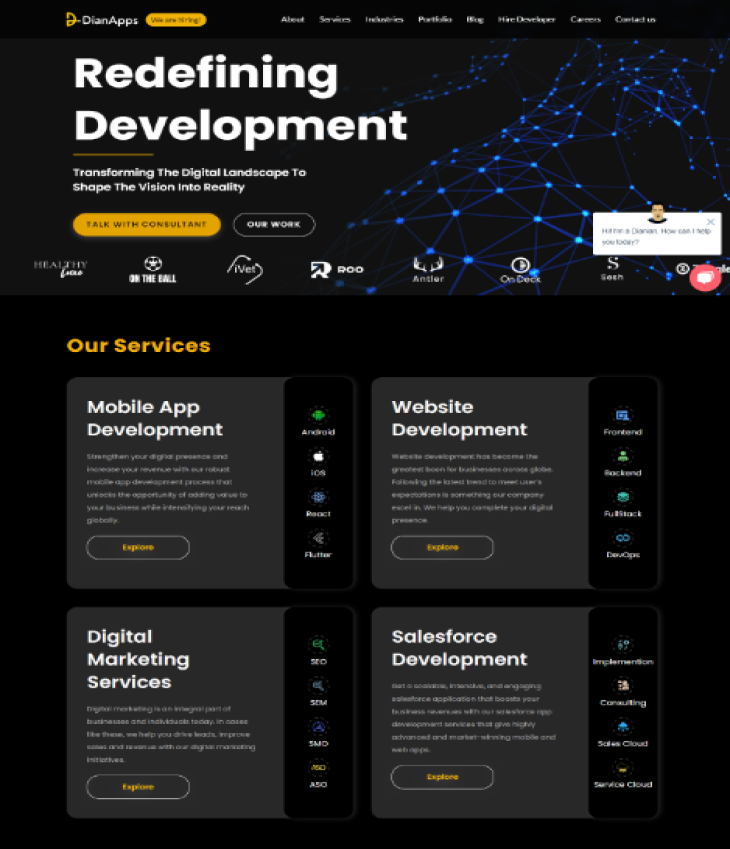 DianApps
We are hiring!
About
Services
Industries
Portfolio
Blog
Hire Developer
Careers
Contact us
Redefining
Development
Transforming The Digital Landscape To
Shape The Vision Into Reality
TALK WITH CONSULTANT
OUR WORK
Hi! I'm a Dianian. How can I help
you today?
HEALTHY
ON THE BALL
iVet
ROO
Antler
On Deck
S
Sesh
Our Services
Mobile App
Development
Strengthen your digital presence and
increase your revenue with our robust
mobile app development process that
unlocks the opportunity of adding value to
your business while intensifying your reach
globally.
Explore
Android
iOS
React
Flutter
Website
Development
Website development has become the
greatest boon for businesses across globe.
Following the latest trend to meet user's
expectations is something our company
excel in. We help you complete your digital
presence.
Explore
Frontend
Backend
FullStack
DevOps
Digital
Marketing
Services
Digital marketing is an integral part of
businesses and individuals today. In cases
like these, we help you drive leads, improve
sales and revenue with our digital marketing
initiatives.
Explore
SEO
SEM
SMO
ASO
Salesforce
Development
Get a scalable, intensive, and engaging
salesforce application that boosts your
business revenues with our salesforce app
development services that give highly
advanced and market-winning mobile and
web apps.
Explore
Implemention
Consulting
Sales Cloud
Service Cloud